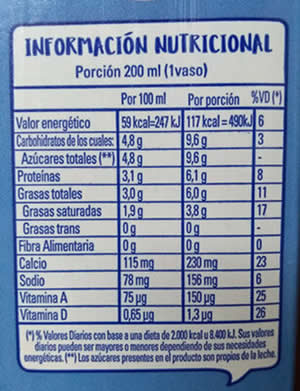 INFORMACIÓN NUTRICIONAL
Porción 200 ml (1vaso)
Por 100 ml Por porción %VD (*)
Valor energético 59 kcal=247 kJ 117 kcal = 490kJ 6
Carbohidratos de los cuales: 4,8 g 9,6 g 3
Azúcares totales (**) 4,8 g 9,6 g -
Proteínas 3,1 g 6,1 g 8
Grasas totales 3,0 g 6,0 g 11
Grasas saturadas 1,9 g 3,8 g 17
Grasas trans 0 g 0 g -
Fibra Alimentaria 0 g 0 g 0
Calcio 115 mg 230 mg 23
Sodio 78 mg 156 mg 6
Vitamina A 75 µg 150 µg 25
Vitamina D 0,65 µg 1,3 µg 26
(*) % Valores Diarios con base a una dieta de 2.000 kcal u 8.400 kJ. Sus valores
diarios pueden ser mayores o menores dependiendo de sus necesidades
energéticas. (**) Los azúcares presentes en el producto son propios de la leche.